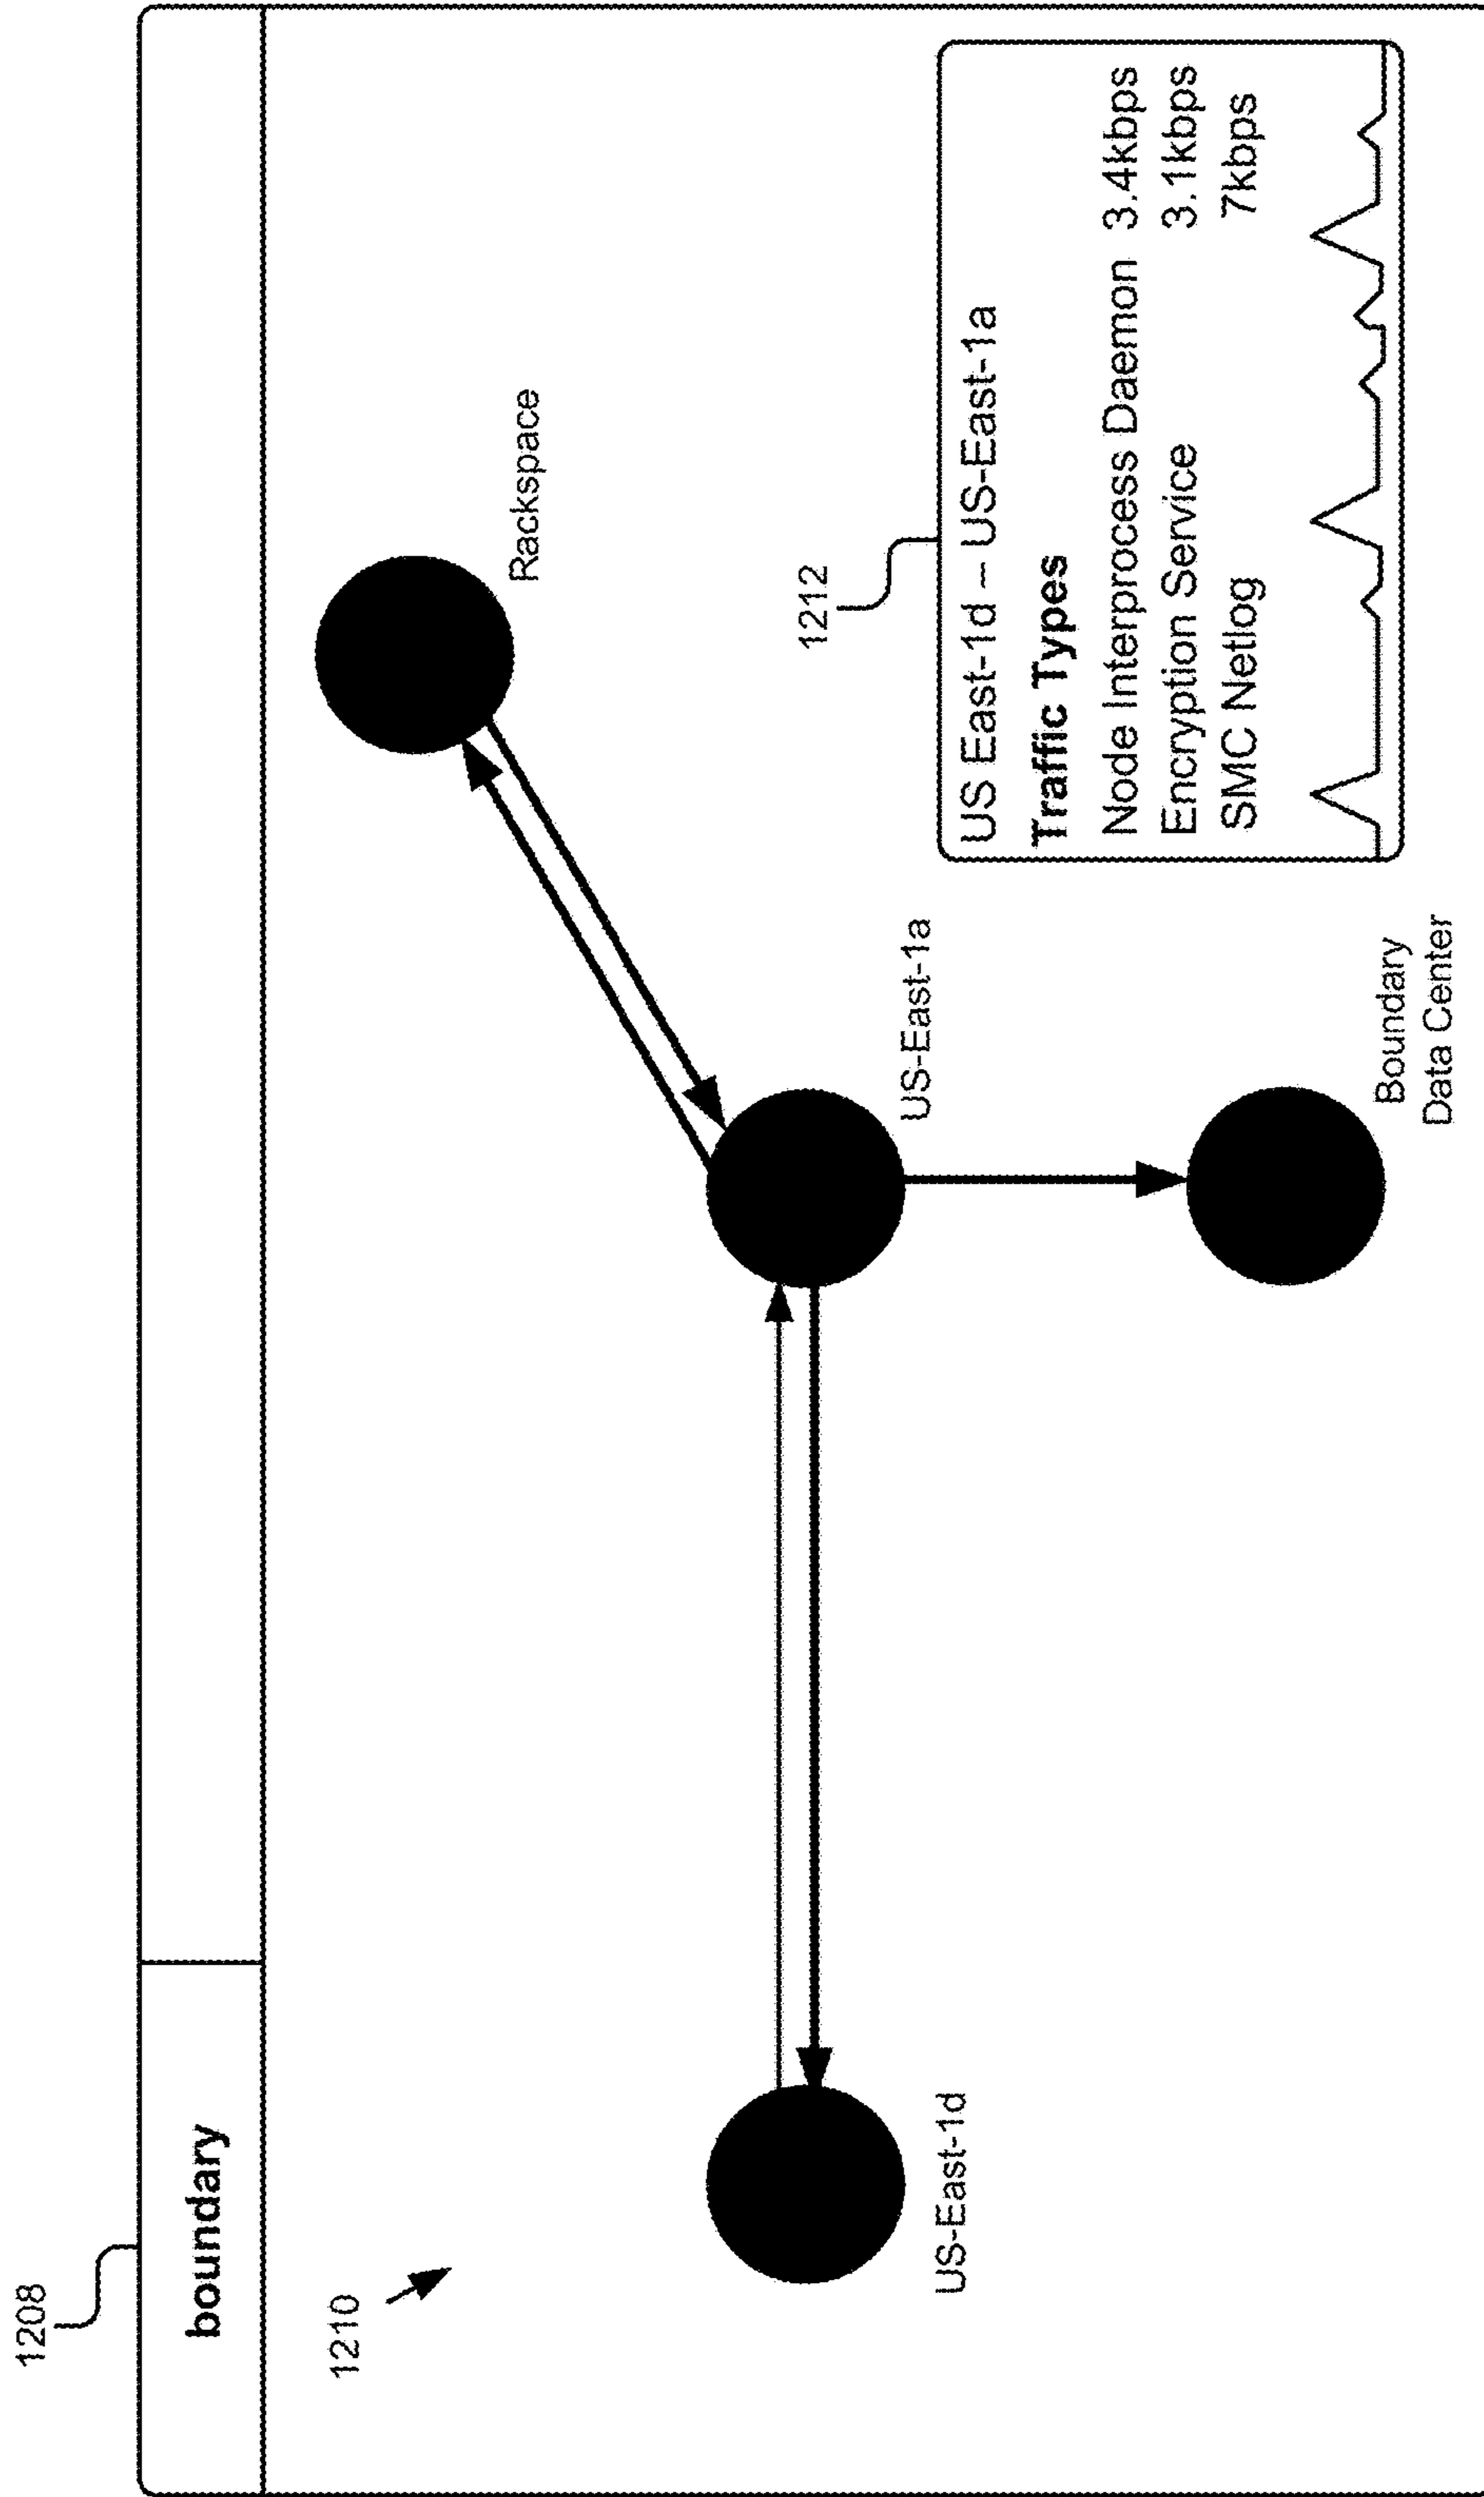 1208
boundary
1210
Rackspace
US-East-1d
US-East-1a
Boundary
Data Center
1212
US East-1d – US-East-1a
Traffic Types
Node Interprocess Daemon 3.4kbps
Encryption Service 3.1kbps
SMC Netlog 7kbps